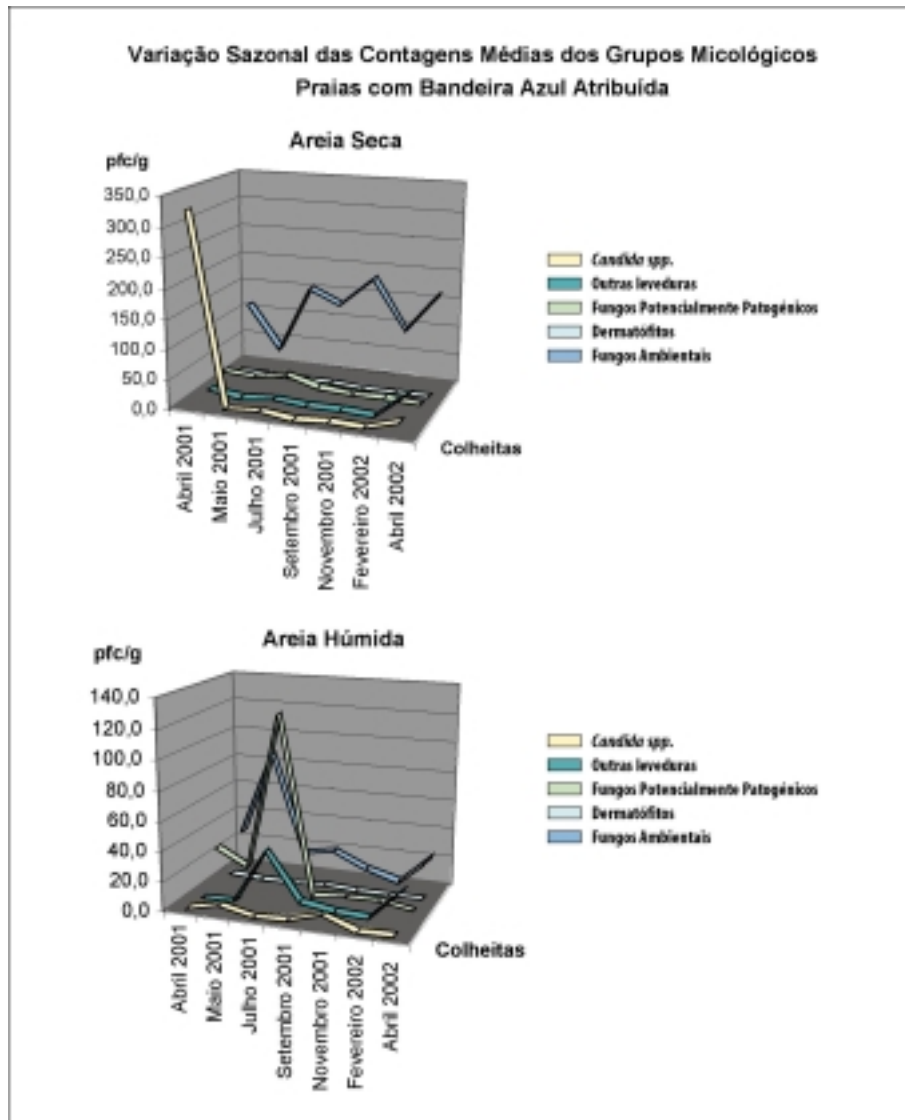 Variação Sazonal das Contagens Médias dos Grupos Micológicos
Praias com Bandeira Azul Atribuída
Areia Seca
pfc/g
350,0
300,0
250,0
200,0
150,0
100,0
50,0
0,0
Abril 2001
Maio 2001
Julho 2001
Setembro 2001
Novembro 2001
Fevereiro 2002
Abril 2002
Colheitas
Candida spp.
Outras leveduras
Fungos Potencialmente Patogénicos
Dermatófitos
Fungos Ambientais
Areia Húmida
pfc/g
140,0
120,0
100,0
80,0
60,0
40,0
20,0
0,0
Abril 2001
Maio 2001
Julho 2001
Setembro 2001
Novembro 2001
Fevereiro 2002
Abril 2002
Colheitas
Candida spp.
Outras leveduras
Fungos Potencialmente Patogénicos
Dermatófitos
Fungos Ambientais